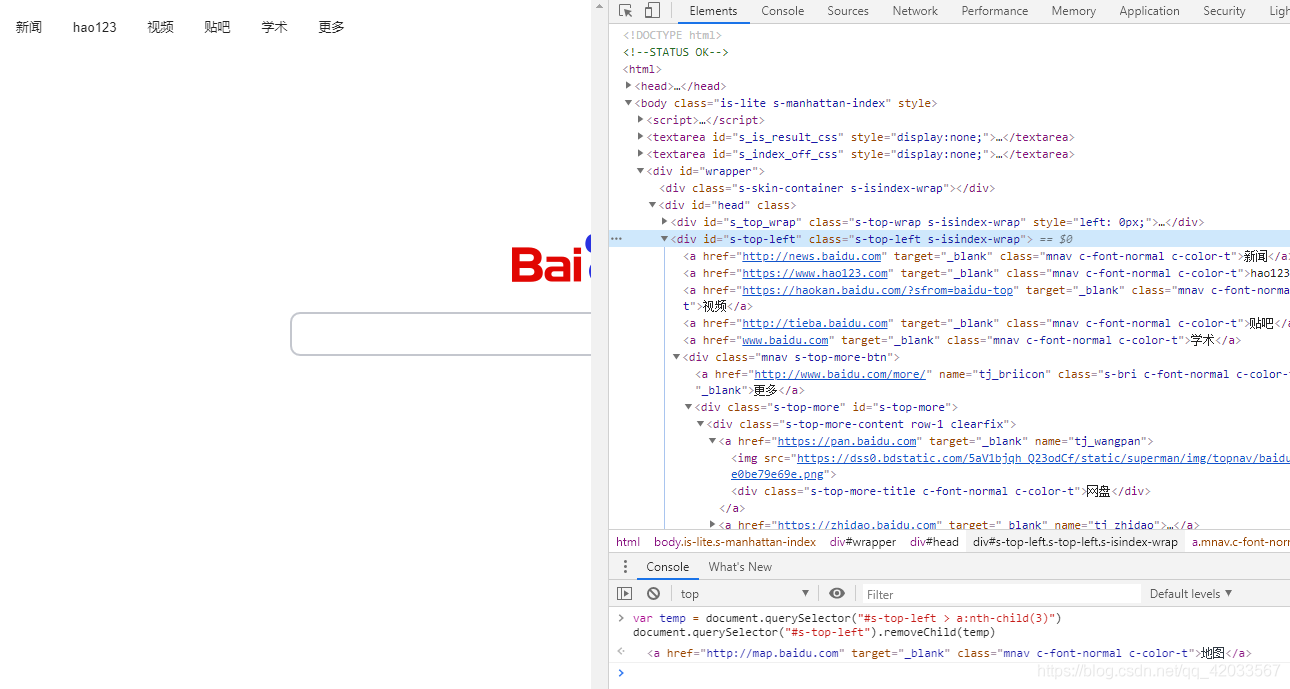 新闻 hao123 视频 贴吧 学术 更多
Bai
Elements Console Sources Network Performance Memory Application Security Ligh
<!DOCTYPE html>
<!--STATUS OK-->
<html>
<head>…</head>
<body class="is-lite s-manhattan-index" style>
<script>…</script>
<textarea id="s_is_result_css" style="display:none;">…</textarea>
<textarea id="s_index_off_css" style="display:none;">…</textarea>
<div id="wrapper">
<div class="s-skin-container s-isindex-wrap"></div>
<div id="head" class>
<div id="s_top_wrap" class="s-top-wrap s-isindex-wrap" style="left: 0px;">…</div>
<div id="s-top-left" class="s-top-left s-isindex-wrap"> == $0
<a href="http://news.baidu.com" target="_blank" class="mnav c-font-normal c-color-t">新闻</a
<a href="https://www.hao123.com" target="_blank" class="mnav c-font-normal c-color-t">hao123
<a href="https://haokan.baidu.com/?sfrom=baidu-top" target="_blank" class="mnav c-font-norma
t">视频</a>
<a href="http://tieba.baidu.com" target="_blank" class="mnav c-font-normal c-color-t">贴吧</a
<a href="www.baidu.com" target="_blank" class="mnav c-font-normal c-color-t">学术</a>
<div class="mnav s-top-more-btn">
<a href="http://www.baidu.com/more/" name="tj_briicon" class="s-bri c-font-normal c-color-t
"_blank">更多</a>
<div class="s-top-more" id="s-top-more">
<div class="s-top-more-content row-1 clearfix">
<a href="https://pan.baidu.com" target="_blank" name="tj_wangpan">
<img src="https://dss0.bdstatic.com/5aV1bjqh_Q23odCf/static/superman/img/topnav/baidu
e0be79e69e.png">
<div class="s-top-more-title c-font-normal c-color-t">网盘</div>
</a>
<a href="https://zhidao.baidu.com" target="_blank" name="tj_zhidao">…</a>
html body.is-lite.s-manhattan-index div#wrapper div#head div#s-top-left.s-top-left.s-isindex-wrap a.mnav.c-font-norr
Console What's New
top Filter Default levels
var temp = document.querySelector("#s-top-left > a:nth-child(3)")
document.querySelector("#s-top-left").removeChild(temp)
<a href="http://map.baidu.com" target="_blank" class="mnav c-font-normal c-color-t">地图</a>
https://blog.csdn.net/qq_42033567